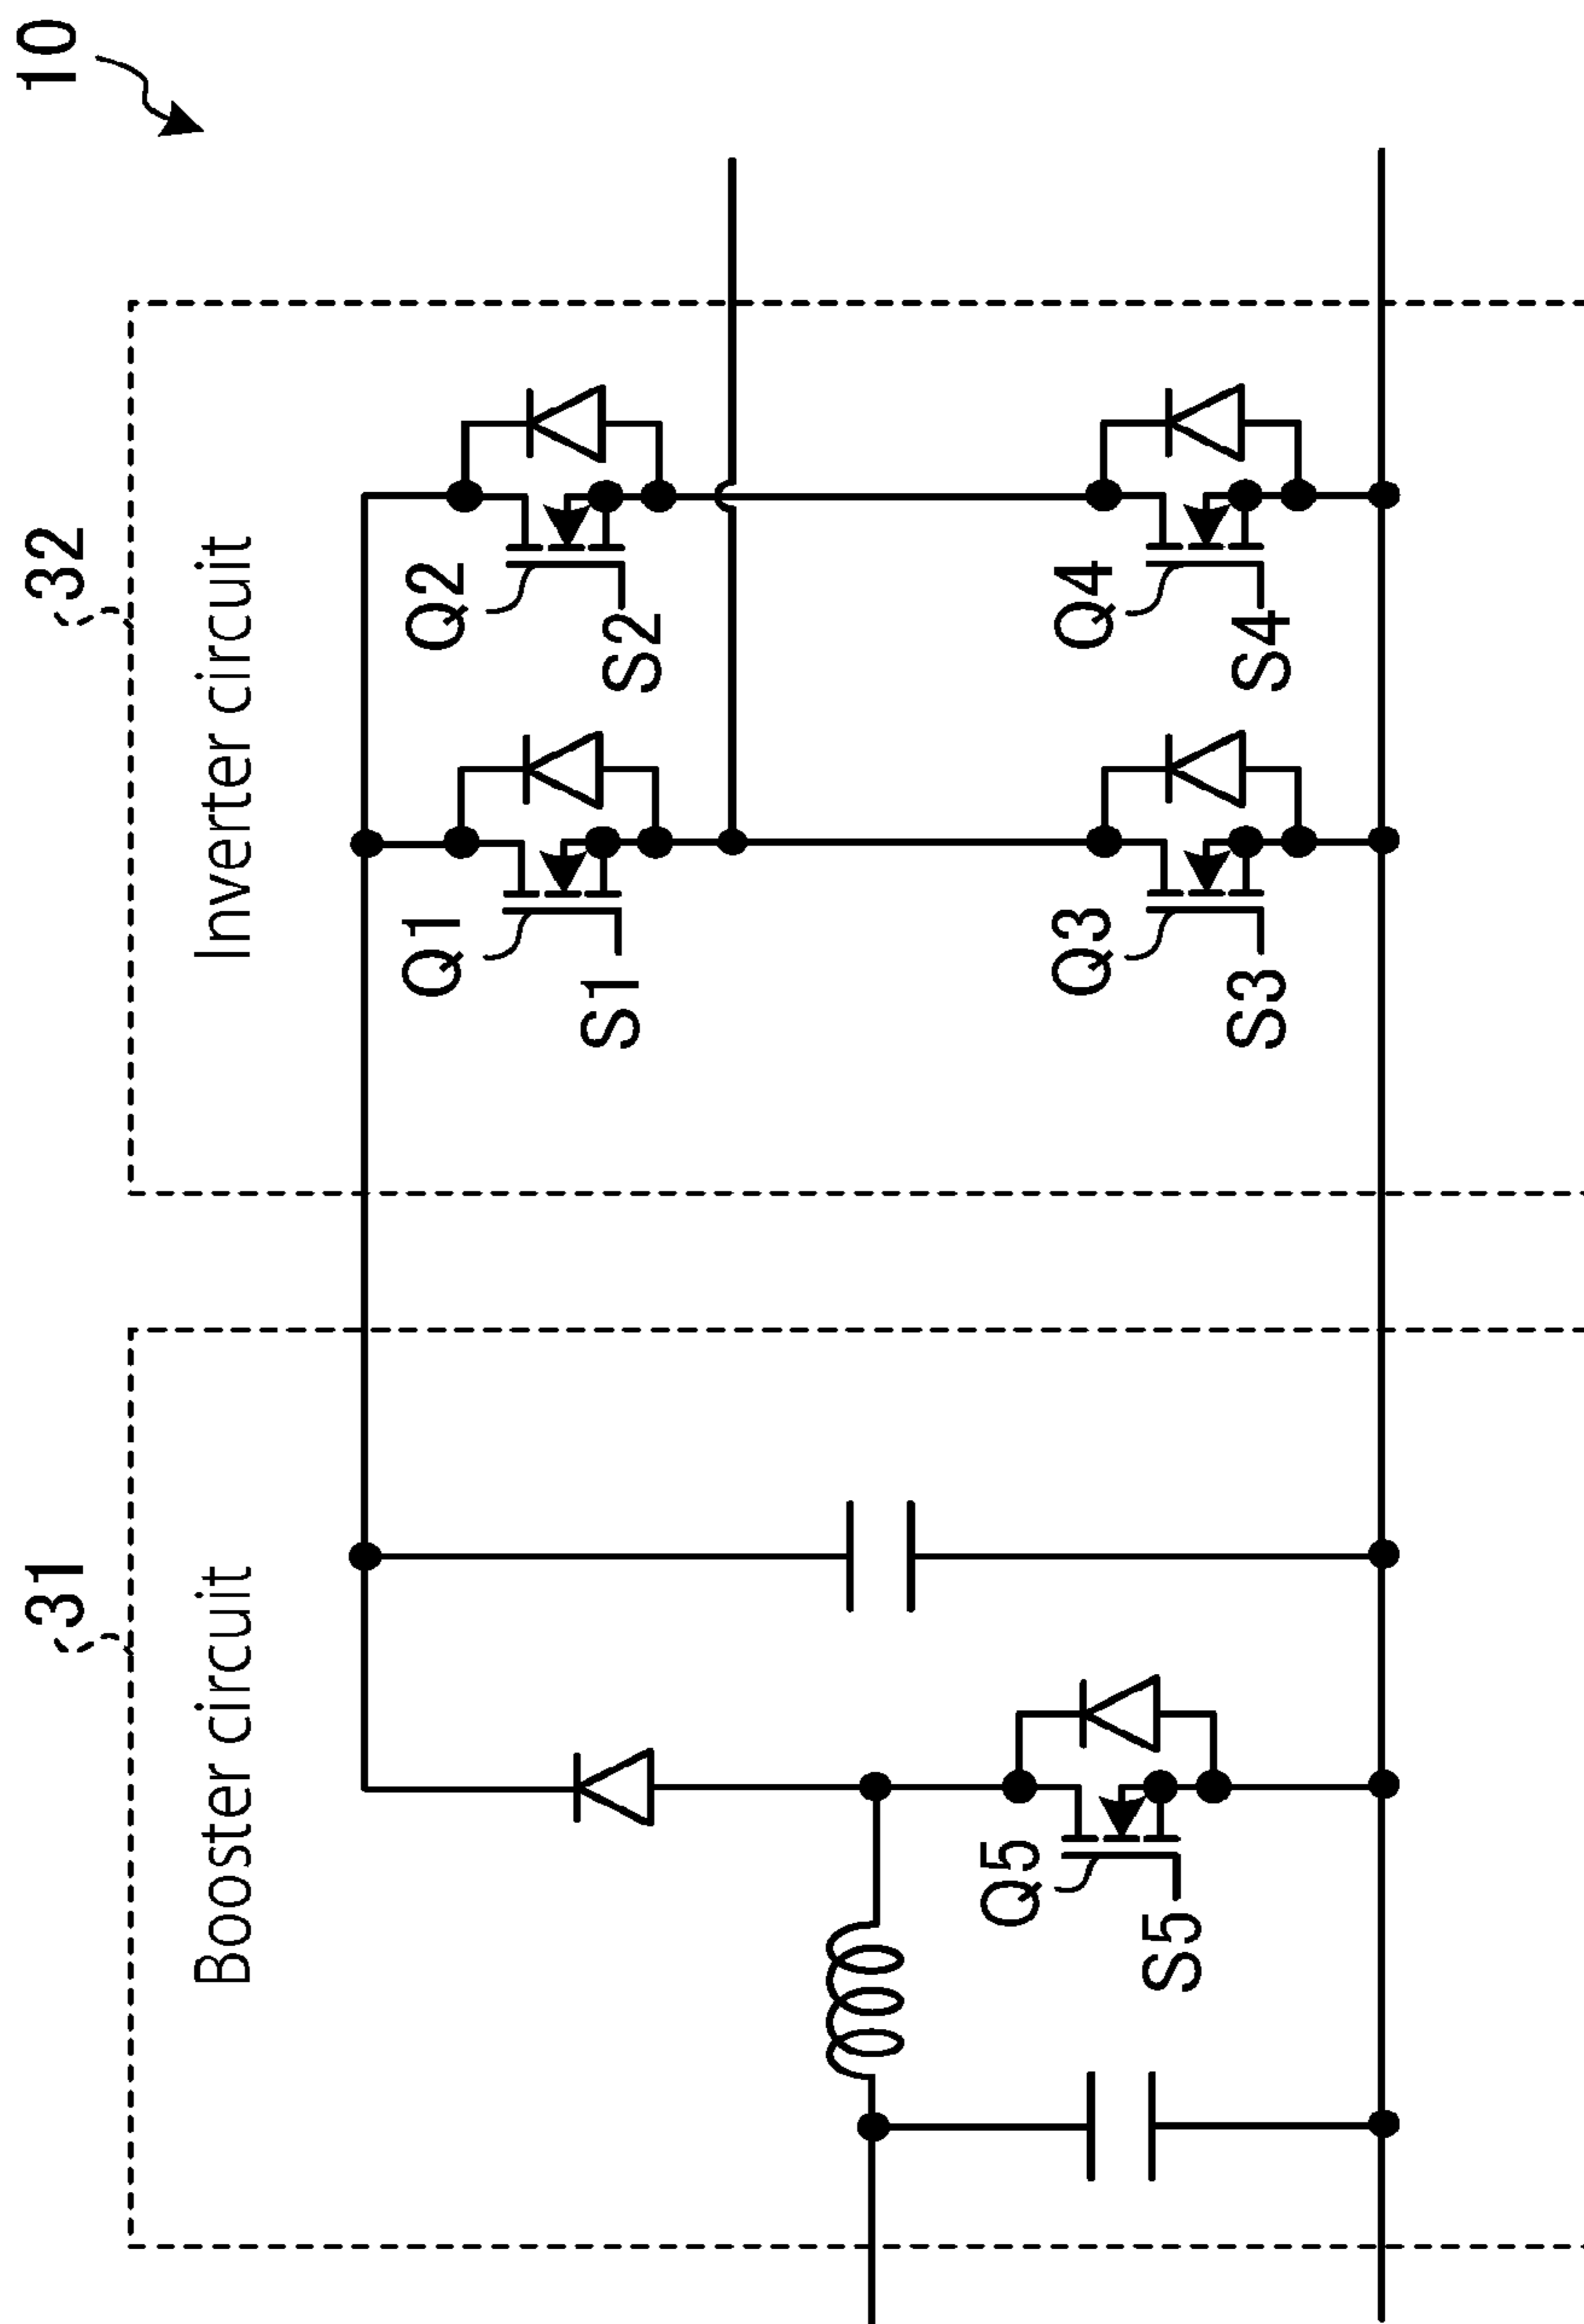 10
31
32
Booster circuit
Inverter circuit
Q1
Q2
S1
S2
Q5
S5
Q3
Q4
S3
S4